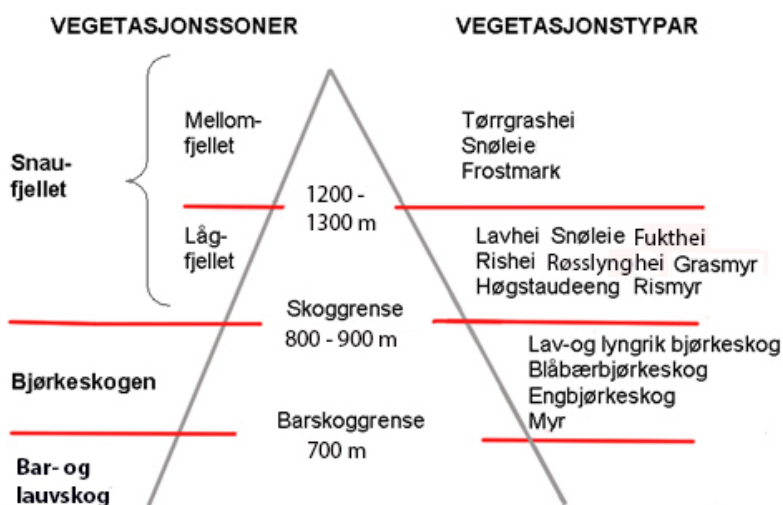 VEGETASJONSSONER
VEGETASJONSTYPAR
Snau-
fjellet
Mellom-
fjellet
Tørrgrashei
Snøleie
Frostmark
1200 -
1300 m
Låg-
fjellet
Lavhei Snøleie Fukthei
Rishei Røsslynghei Grasmyr
Høgstaudeeng Rismyr
Skoggrense
800 - 900 m
Bjørkeskogen
Lav-og lyngrik bjørkeskog
Blåbærbjørkeskog
Engbjørkeskog
Myr
Barskoggrense
700 m
Bar- og
lauvskog